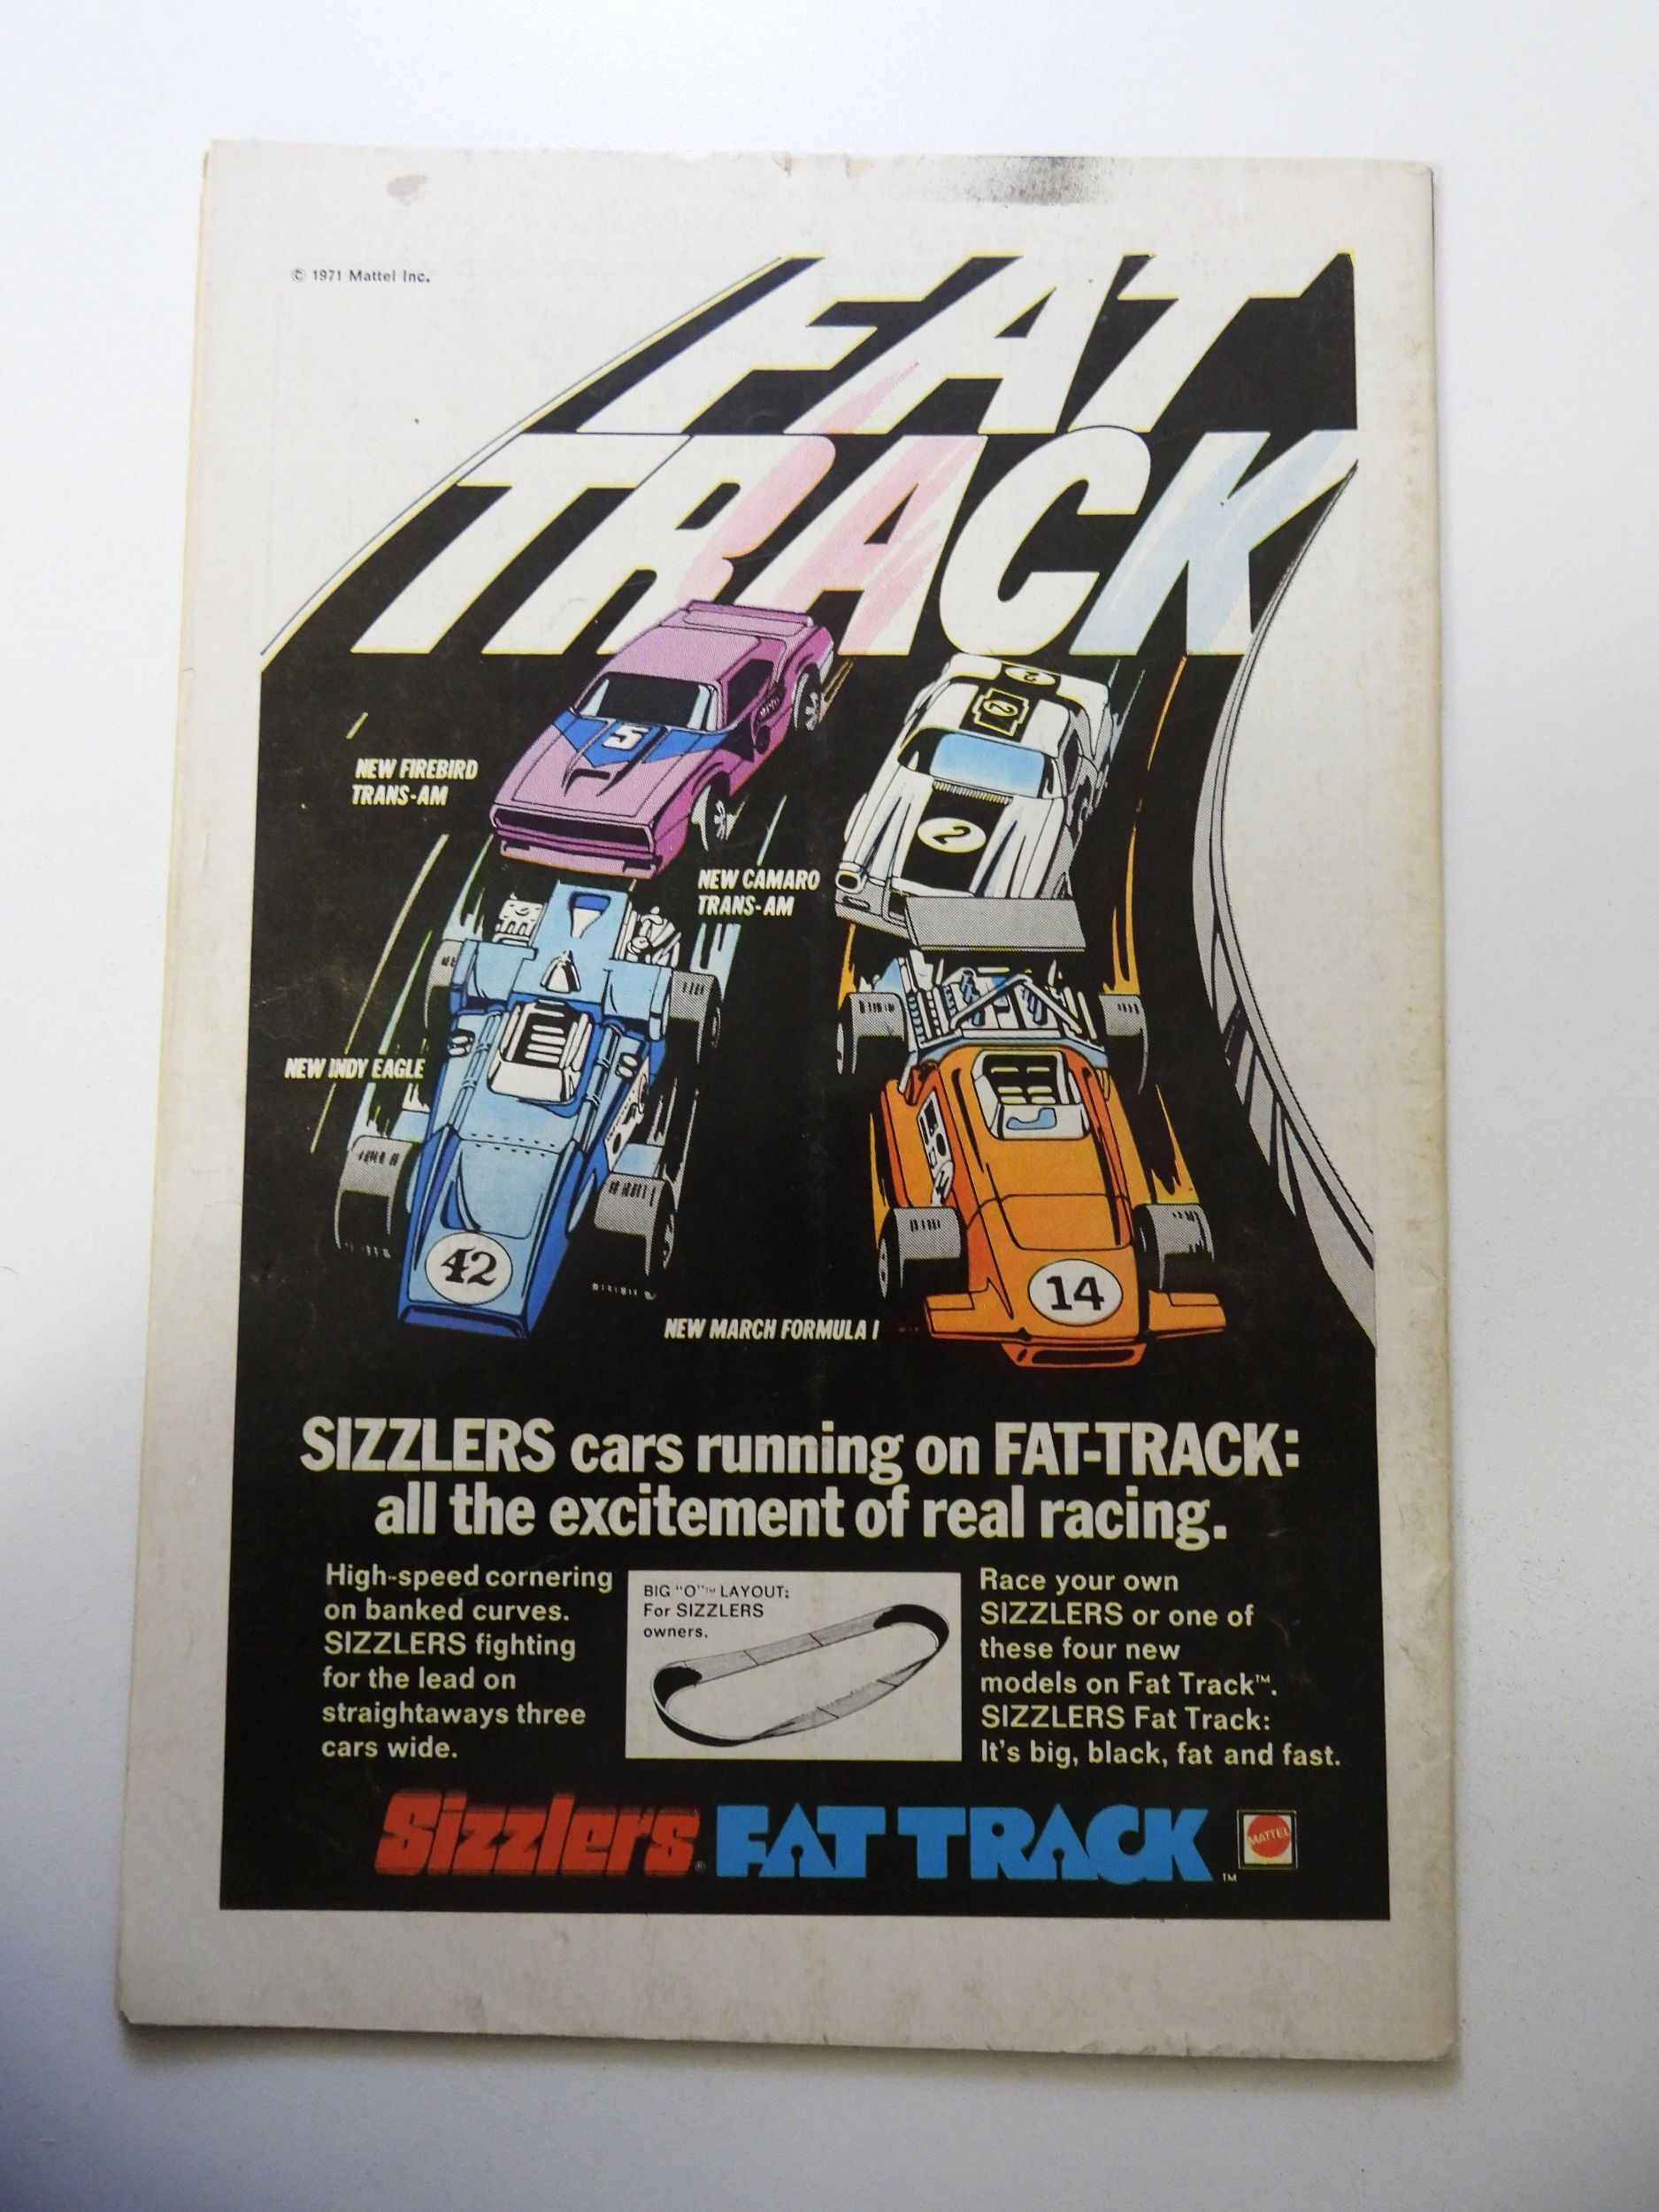 © 1971 Mattel Inc.
FAT
TRACK
5
2
2
2
NEW FIREBIRD
TRANS-AM
NEW CAMARO
TRANS-AM
NEW INDY EAGLE
42
14
NEW MARCH FORMULA I
SIZZLERS cars running on FAT-TRACK:
all the excitement of real racing.
High-speed cornering
on banked curves.
SIZZLERS fighting
for the lead on
straightaways three
cars wide.
BIG "O"™ LAYOUT:
For SIZZLERS
owners.
Race your own
SIZZLERS or one of
these four new
models on Fat Track™.
SIZZLERS Fat Track:
It's big, black, fat and fast.
Sizzlers® FAT TRACK™ MATTEL